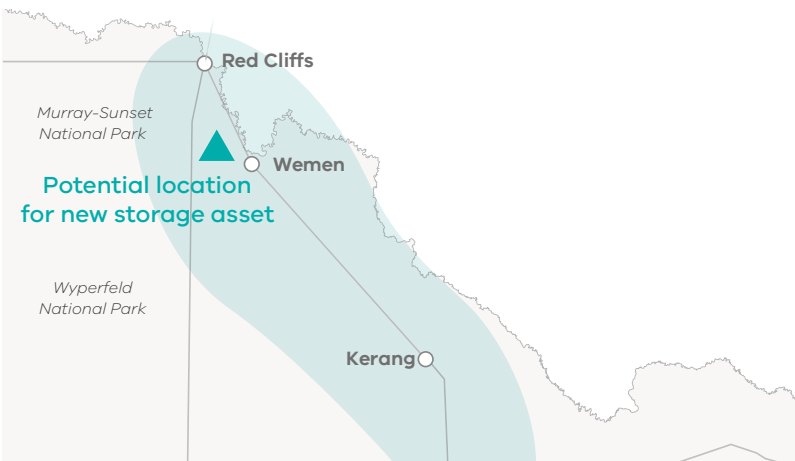 Red Cliffs
Murray-Sunset
National Park
Wemen
Potential location
for new storage asset
Wyperfeld
National Park
Kerang